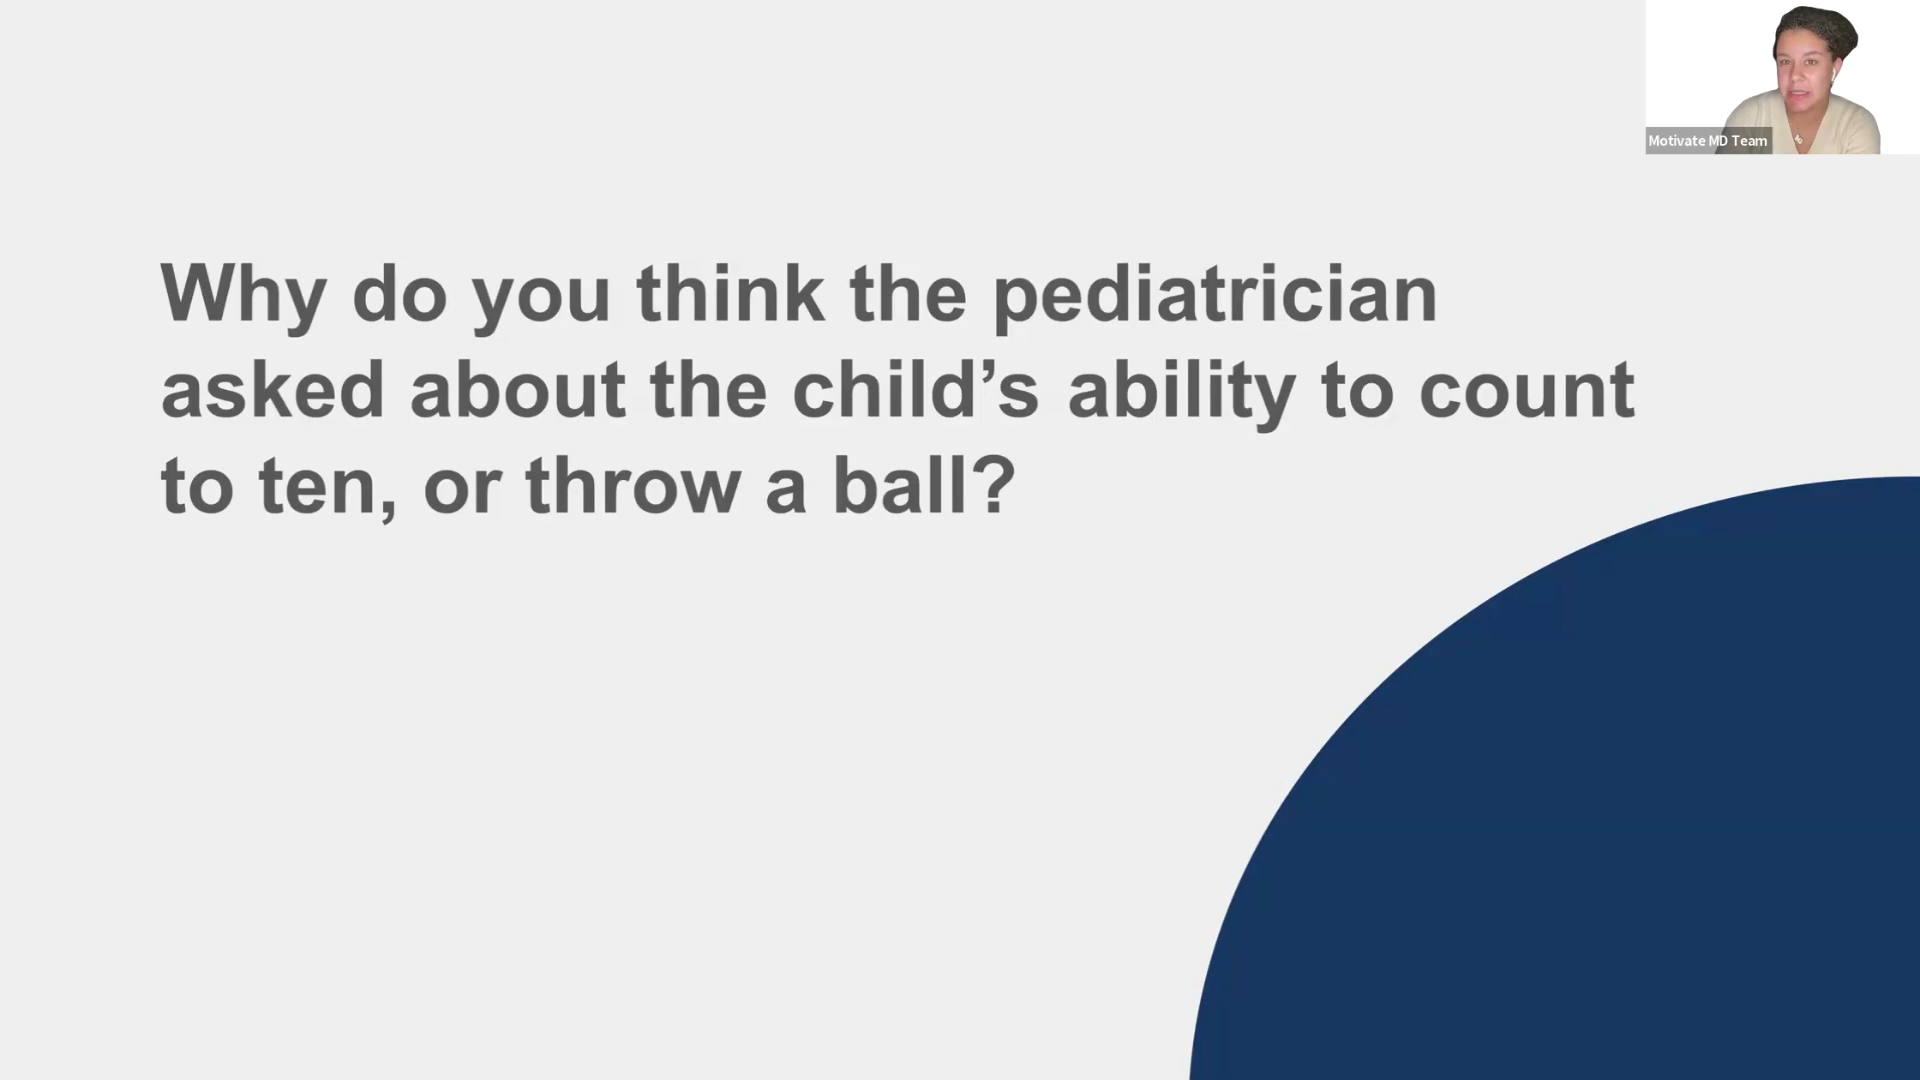 Motivate MD Team
Why do you think the pediatrician
asked about the child’s ability to count
to ten, or throw a ball?